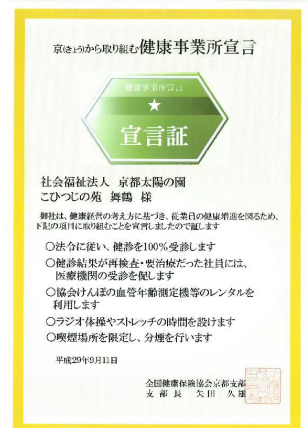 京(きょう)から取り組む健康事業所宣言
健康事業所宣言
宣言証
社会福祉法人 京都太陽の園
こひつじの苑 舞鶴 様
御社は、健康経営の考え方に基づき、従業員の健康増進を図るため、
下記の項目に取り組むことを宣言しましたので証します
〇法令に従い、健診を100%受診します
〇健診結果が再検査・要治療だった社員には、
医療機関の受診を促します
〇協会けんぽの血管年齢測定機等のレンタルを
利用します
〇ラジオ体操やストレッチの時間を設けます
〇喫煙場所を限定し、分煙を行います
平成29年9月11日
全国健康保険協会京都支部
支部長 矢田 久雄